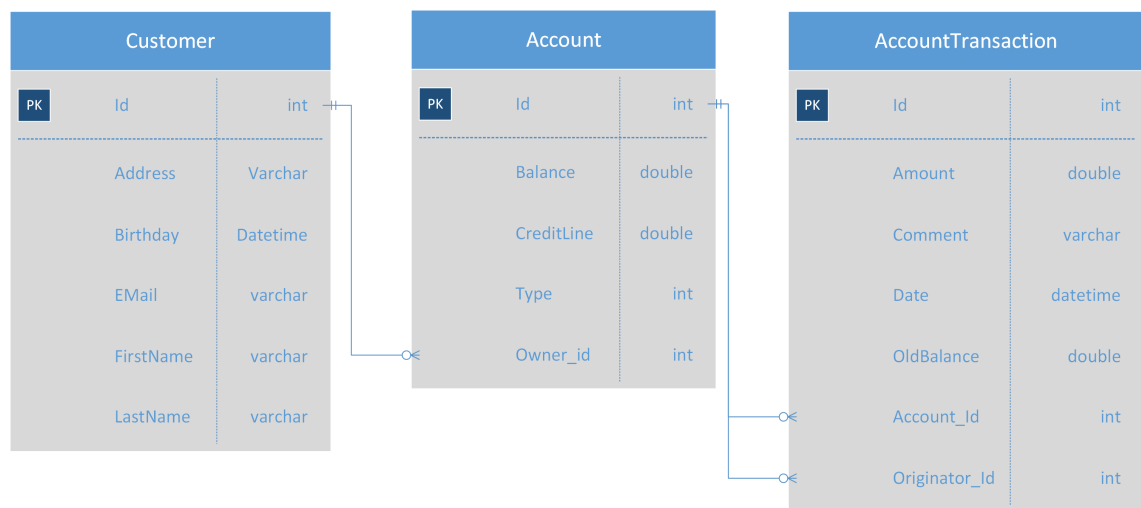 Customer
PK Id int
Address Varchar
Birthday Datetime
EMail varchar
FirstName varchar
LastName varchar
Account
PK Id int
Balance double
CreditLine double
Type int
Owner_id int
AccountTransaction
PK Id int
Amount double
Comment varchar
Date datetime
OldBalance double
Account_Id int
Originator_Id int